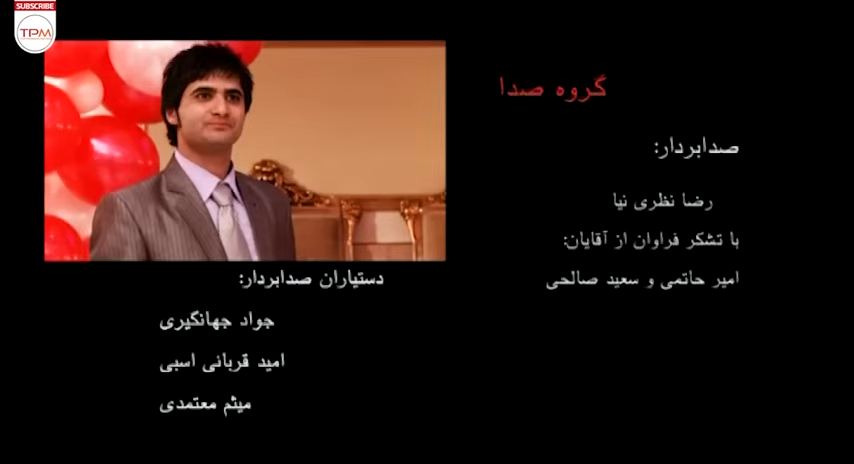 SUBSCRIBE
TPM
گروه صدا
صدابردار:
رضا نظری نیا
با تشکر فراوان از آقایان:
امیر حاتمی و سعید صالحی
دستیاران صدابردار:
جواد جهانگیری
امید قربانی اسبی
میثم معتمدی